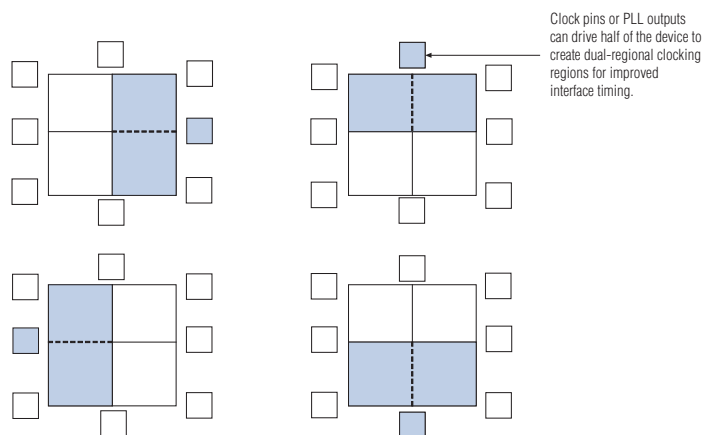 Clock pins or PLL outputs
can drive half of the device to
create dual-regional clocking
regions for improved
interface timing.